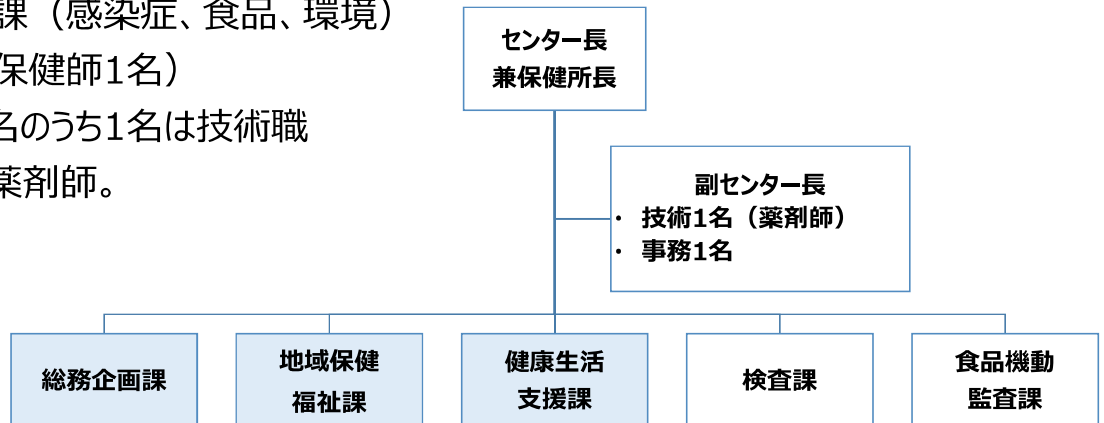 課（感染症、食品、環境）
保健師1名）
名のうち1名は技術職
薬剤師。
センター長
兼保健所長
副センター長
・ 技術1名（薬剤師）
・ 事務1名
総務企画課
地域保健
福祉課
健康生活
支援課
検査課
食品機動
監査課